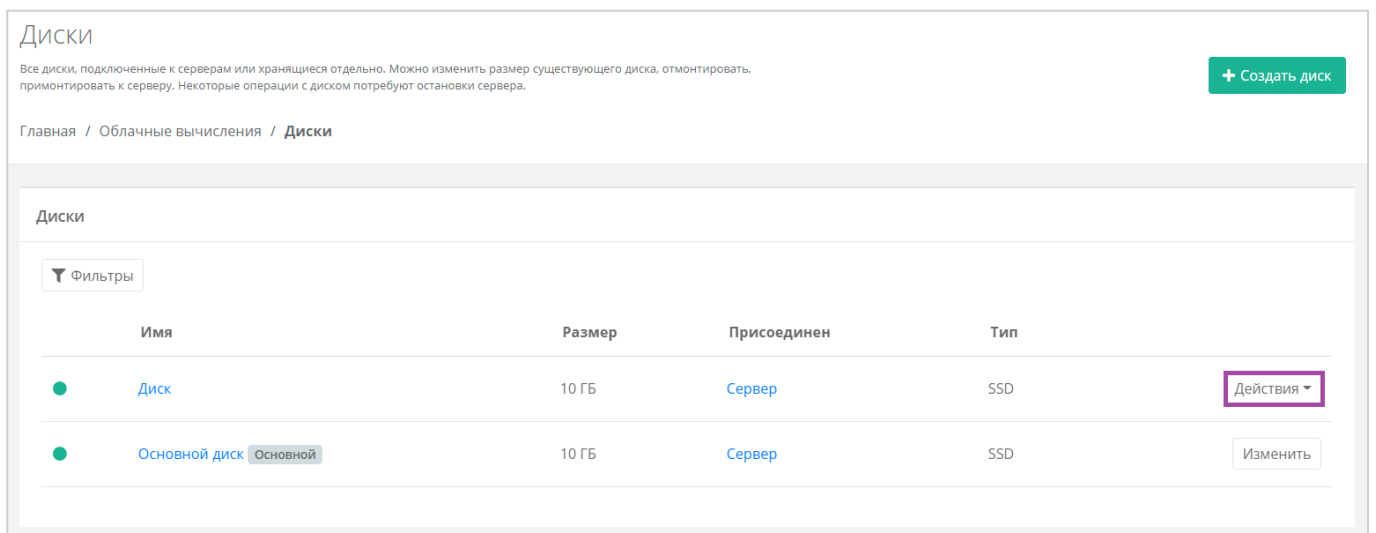 Диски
Все диски, подключенные к серверам или хранящиеся отдельно. Можно изменить размер существующего диска, отмонтировать,
примонтировать к серверу. Некоторые операции с диском потребуют остановки сервера.
+ Создать диск
Главная / Облачные вычисления / Диски
Диски
Фильтры
Имя Размер Присоединен Тип
Диск 10 ГБ Сервер SSD Действия
Основной диск Основной 10 ГБ Сервер SSD Изменить